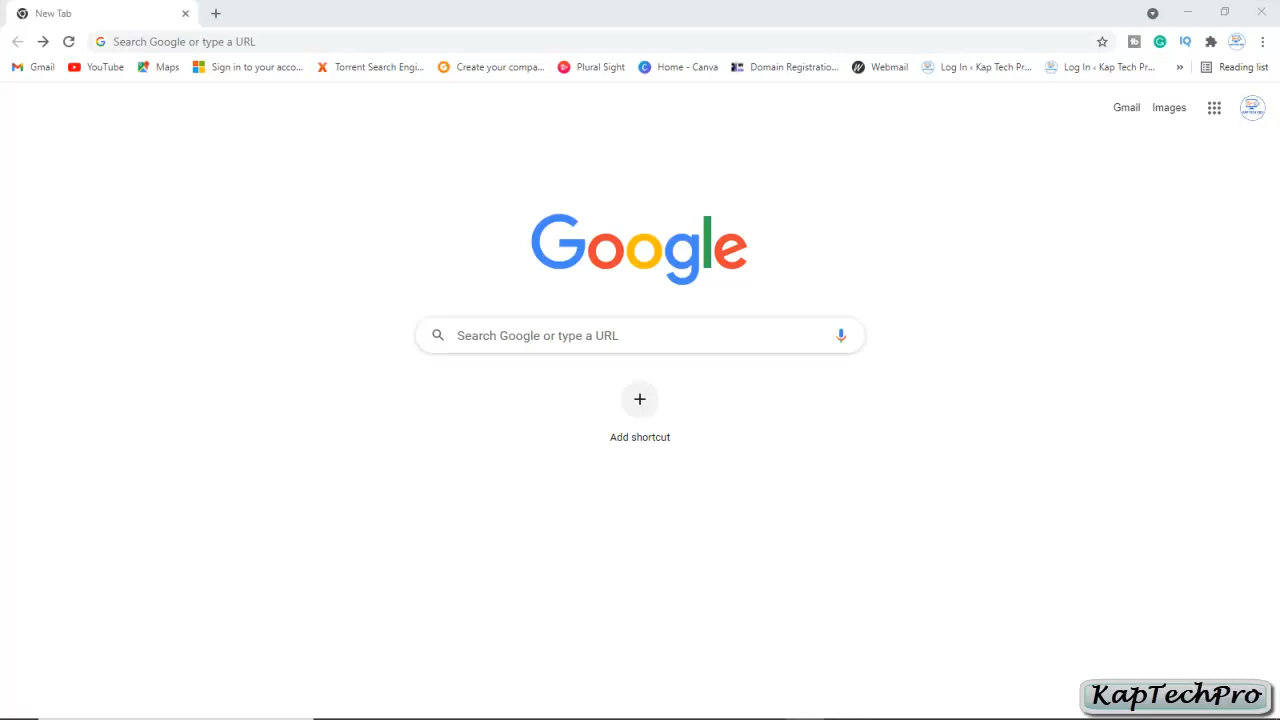 New Tab
Search Google or type a URL
Gmail
YouTube
Maps
Sign in to your acco...
Torrent Search Engi...
Create your compa...
Plural Sight
Home - Canva
Domain Registratio...
Webmail
Log In ‹ Kap Tech Pr...
Log In ‹ Kap Tech Pr...
»
Reading list
Gmail Images
Google
Search Google or type a URL
Add shortcut
KapTechPro